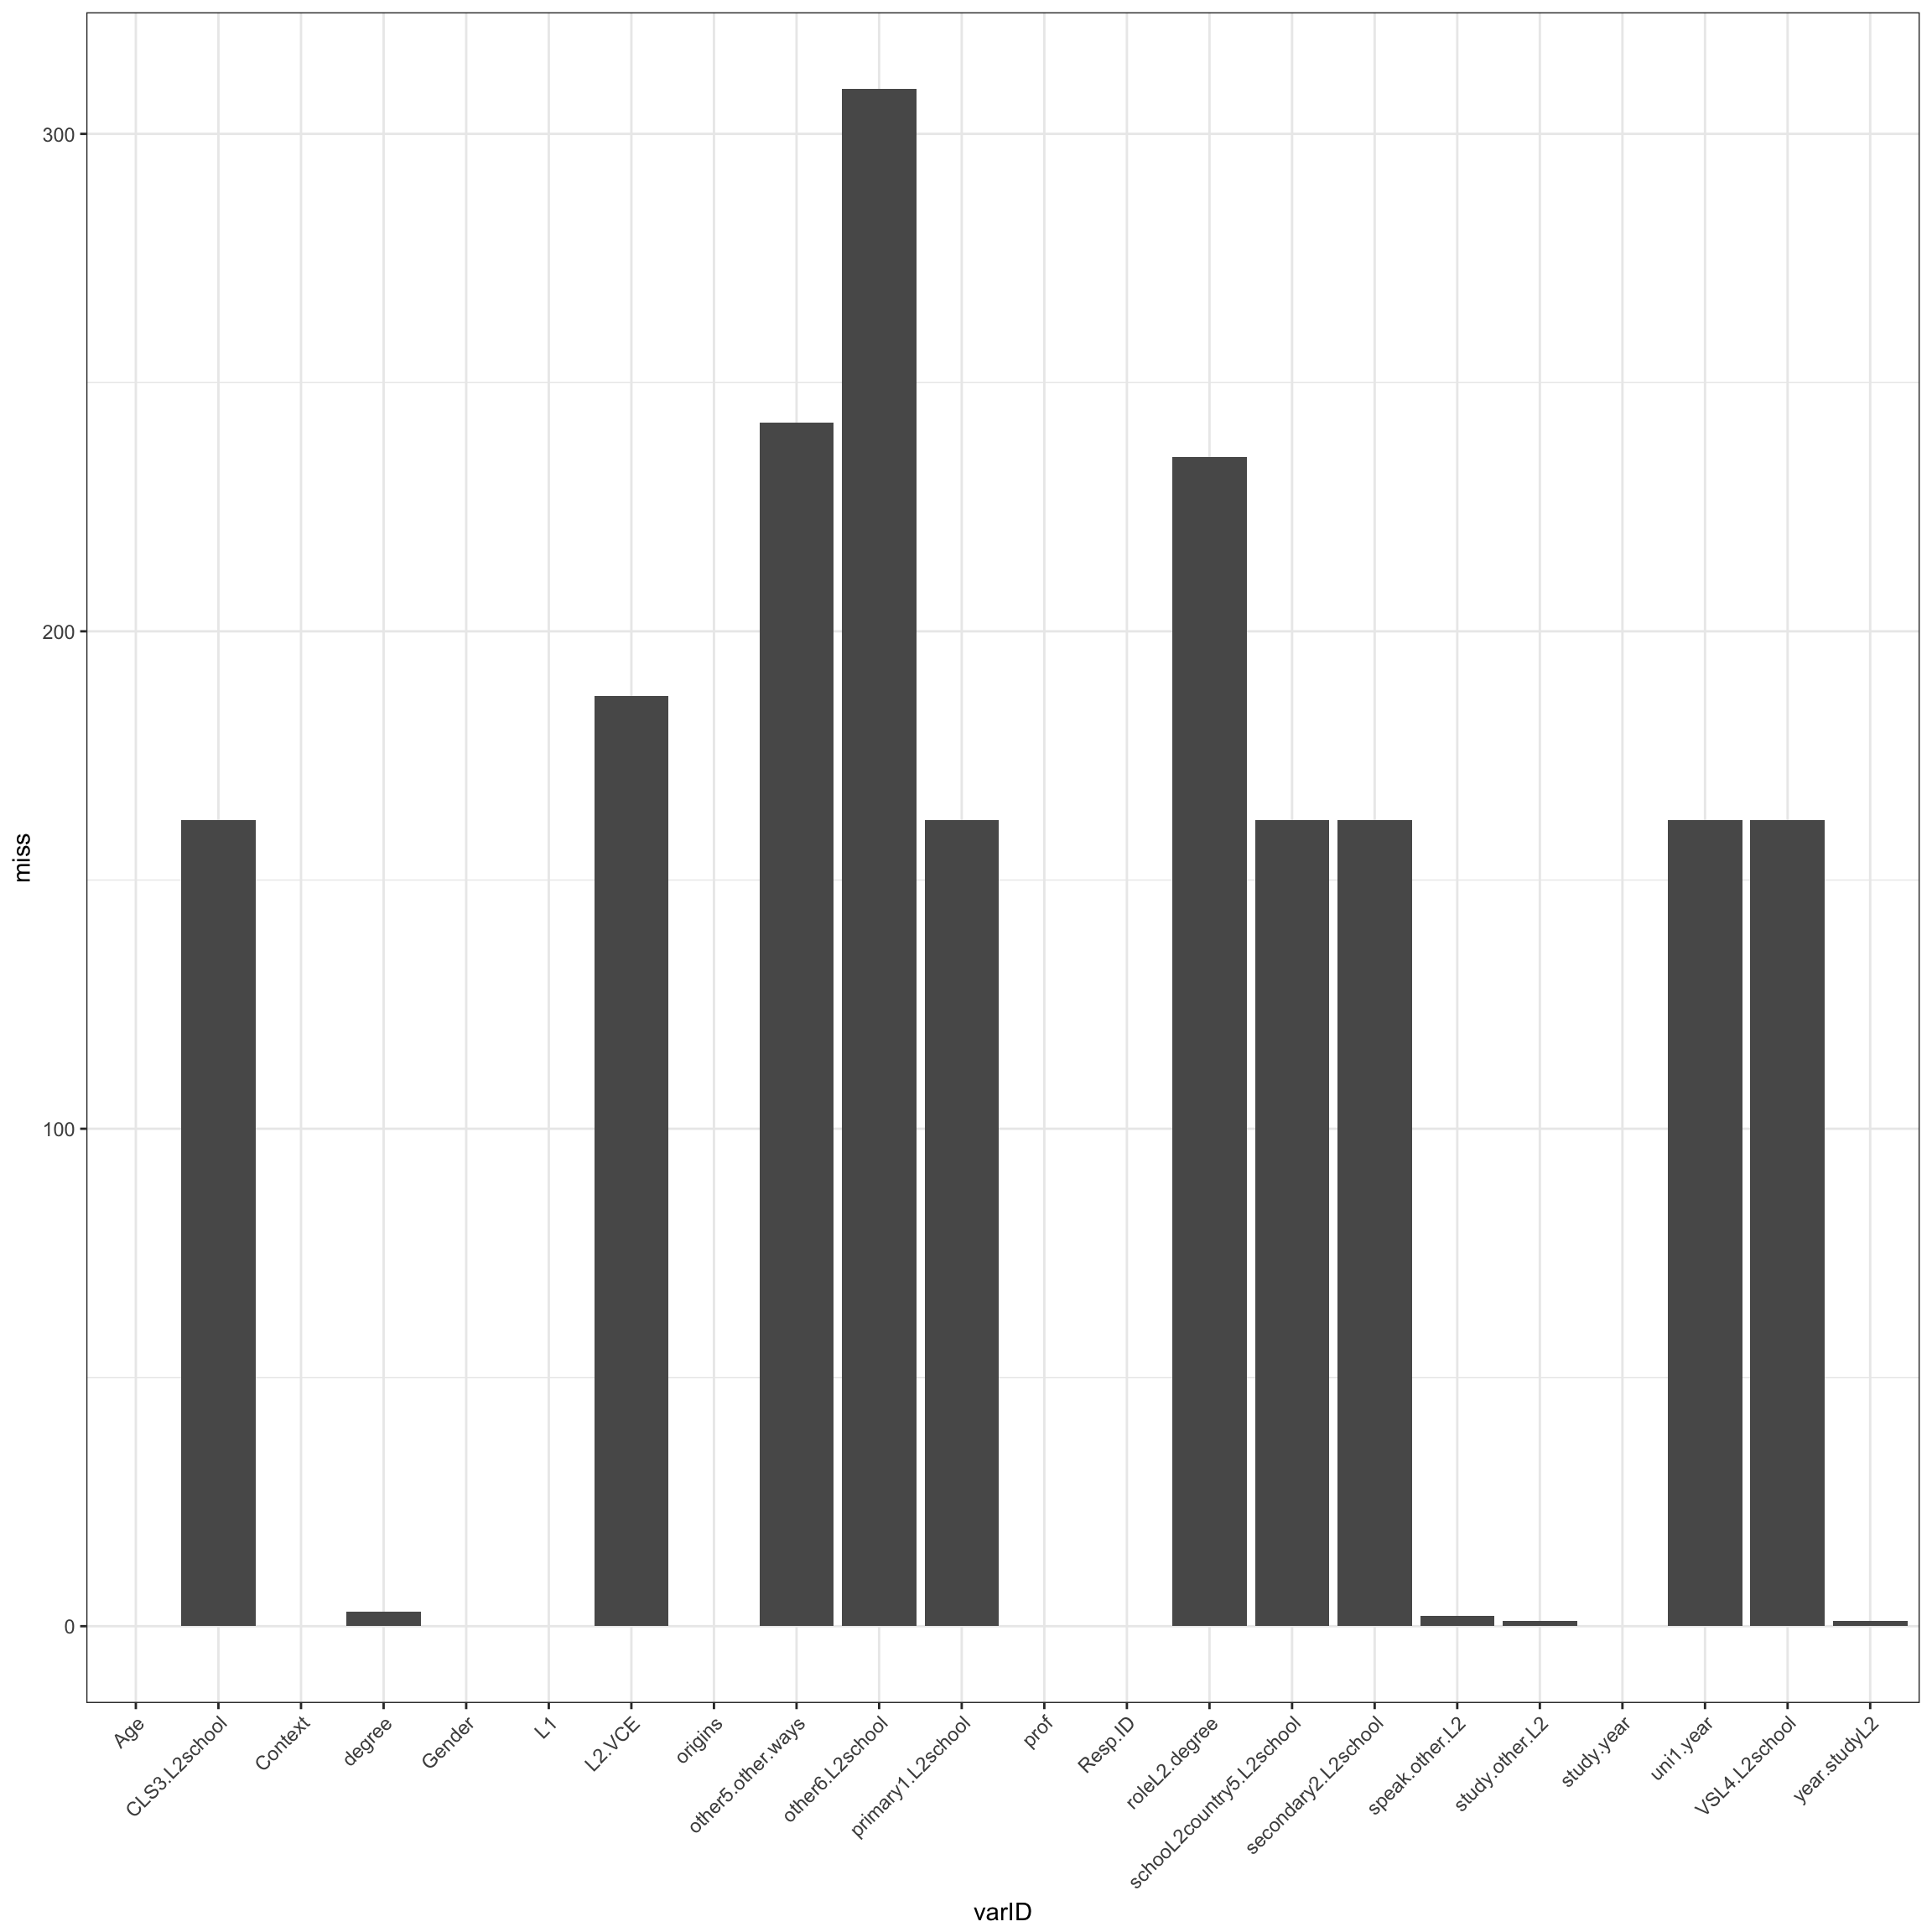 miss
300
200
100
0
Age
CLS3.L2school
Context
degree
Gender
L1
L2.VCE
origins
other5.other.ways
other6.L2school
primary1.L2school
prof
Resp.ID
roleL2.degree
schooL2country5.L2school
secondary2.L2school
speak.other.L2
study.other.L2
study.year
uni1.year
VSL4.L2school
year.studyL2
varID